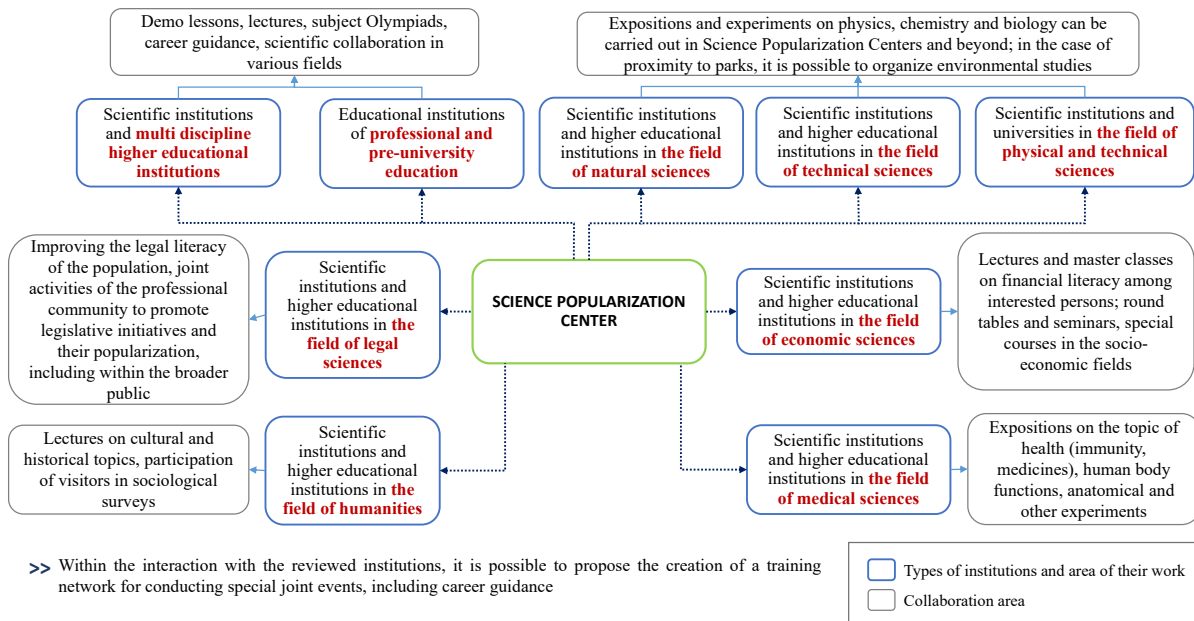 Demo lessons, lectures, subject Olympiads,
career guidance, scientific collaboration in
various fields
Expositions and experiments on physics, chemistry and biology can be
carried out in Science Popularization Centers and beyond; in the case of
proximity to parks, it is possible to organize environmental studies
Scientific institutions
and multi discipline
higher educational
institutions
Educational institutions
of professional and
pre-university
education
Scientific institutions
and higher educational
institutions in the field
of natural sciences
Scientific institutions
and higher educational
institutions in the field
of technical sciences
Scientific institutions and
universities in the field of
physical and technical
sciences
Improving the legal literacy
of the population, joint
activities of the professional
community to promote
legislative initiatives and
their popularization,
including within the broader
public
Scientific
institutions and
higher educational
institutions in the
field of legal
sciences
SCIENCE POPULARIZATION
CENTER
Scientific institutions
and higher educational
institutions in the field
of economic sciences
Lectures and master classes
on financial literacy among
interested persons; round
tables and seminars, special
courses in the socio-
economic fields
Lectures on cultural and
historical topics, participation
of visitors in sociological
surveys
Scientific
institutions and
higher educational
institutions in the
field of humanities
Scientific institutions
and higher educational
institutions in the field
of medical sciences
Expositions on the topic of
health (immunity,
medicines), human body
functions, anatomical and
other experiments
>> Within the interaction with the reviewed institutions, it is possible to propose the creation of a training
network for conducting special joint events, including career guidance
Types of institutions and area of their work
Collaboration area